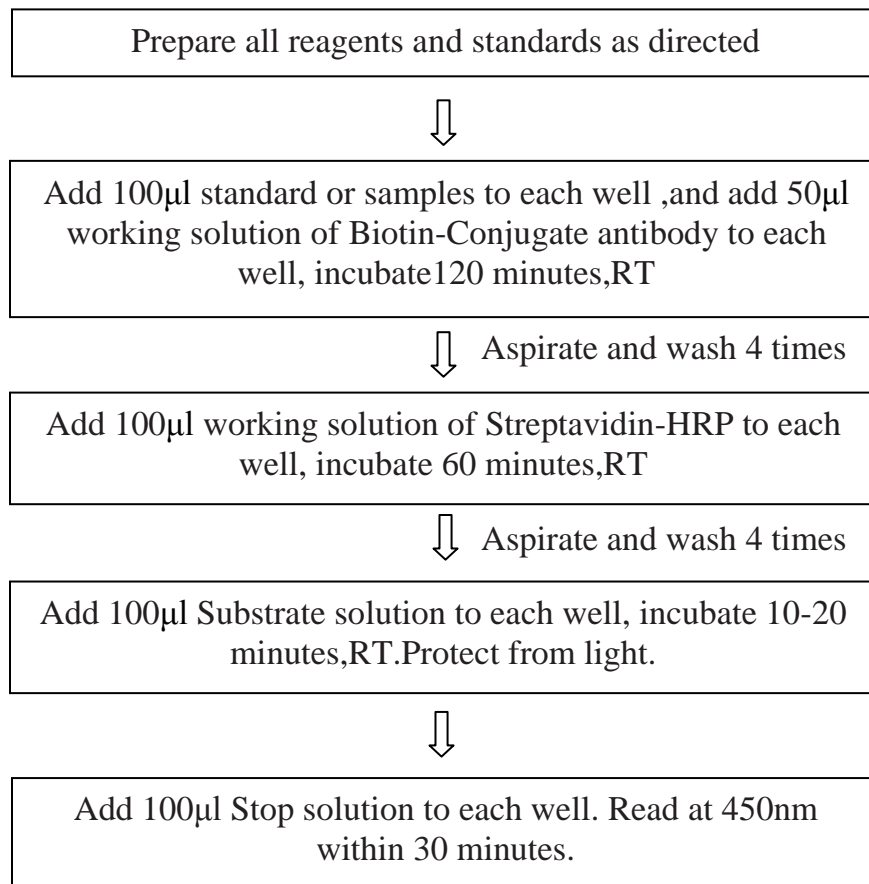 Prepare all reagents and standards as directed
Add 100μl standard or samples to each well ,and add 50μl
working solution of Biotin-Conjugate antibody to each
well, incubate120 minutes,RT
Aspirate and wash 4 times
Add 100μl working solution of Streptavidin-HRP to each
well, incubate 60 minutes,RT
Aspirate and wash 4 times
Add 100μl Substrate solution to each well, incubate 10-20
minutes,RT.Protect from light.
Add 100μl Stop solution to each well. Read at 450nm
within 30 minutes.